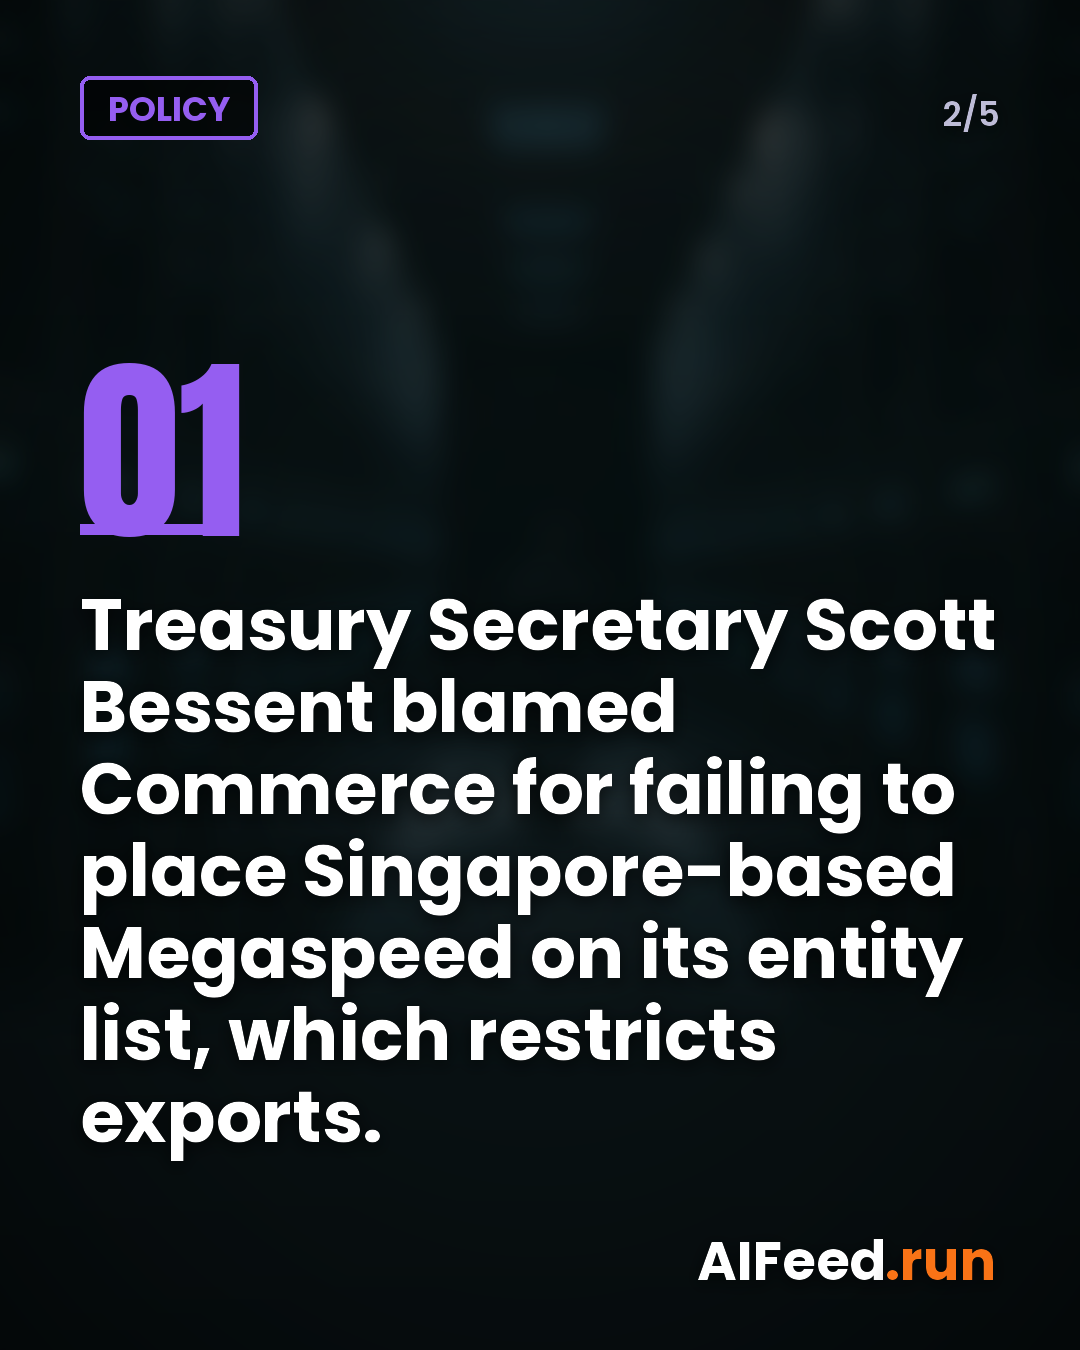 POLICY
2/5
01
Treasury Secretary Scott
Bessent blamed
Commerce for failing to
place Singapore-based
Megaspeed on its entity
list, which restricts
exports.
AIFeed.run